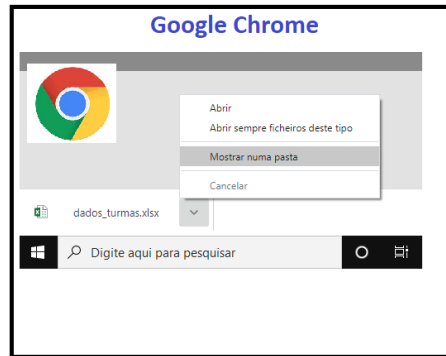 Google Chrome
Abrir
Abrir sempre ficheiros deste tipo
Mostrar numa pasta
Cancelar
dados_turmas.xlsx
Digite aqui para pesquisar